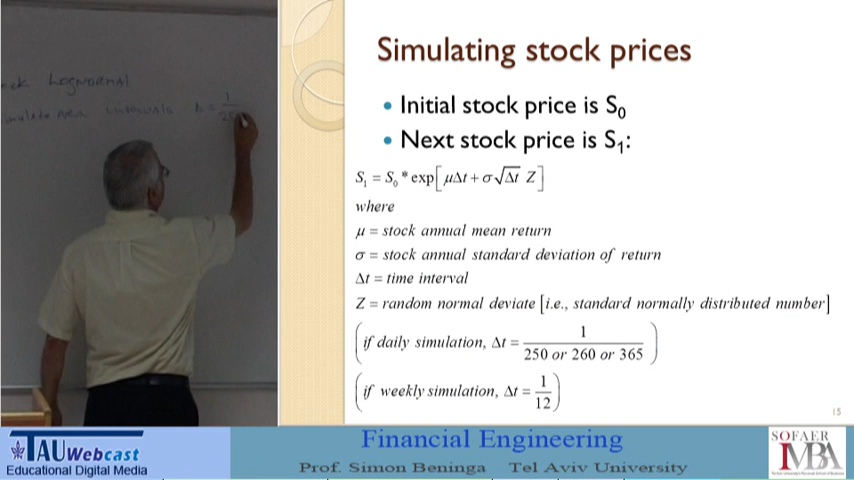 Lognormal
Simulating stock prices
• Initial stock price is S₀
• Next stock price is S₁:
S₁ = S₀ * exp[μΔt + σ√Δt Z]
where
μ = stock annual mean return
σ = stock annual standard deviation of return
Δt = time interval
Z = random normal deviate [i.e., standard normally distributed number]
(if daily simulation, Δt = 1 / 250 or 260 or 365)
(if weekly simulation, Δt = 1 / 12)
15
TAU Webcast
Educational Digital Media
Financial Engineering
Prof. Simon Beninga Tel Aviv University
SOFAER
IMBA